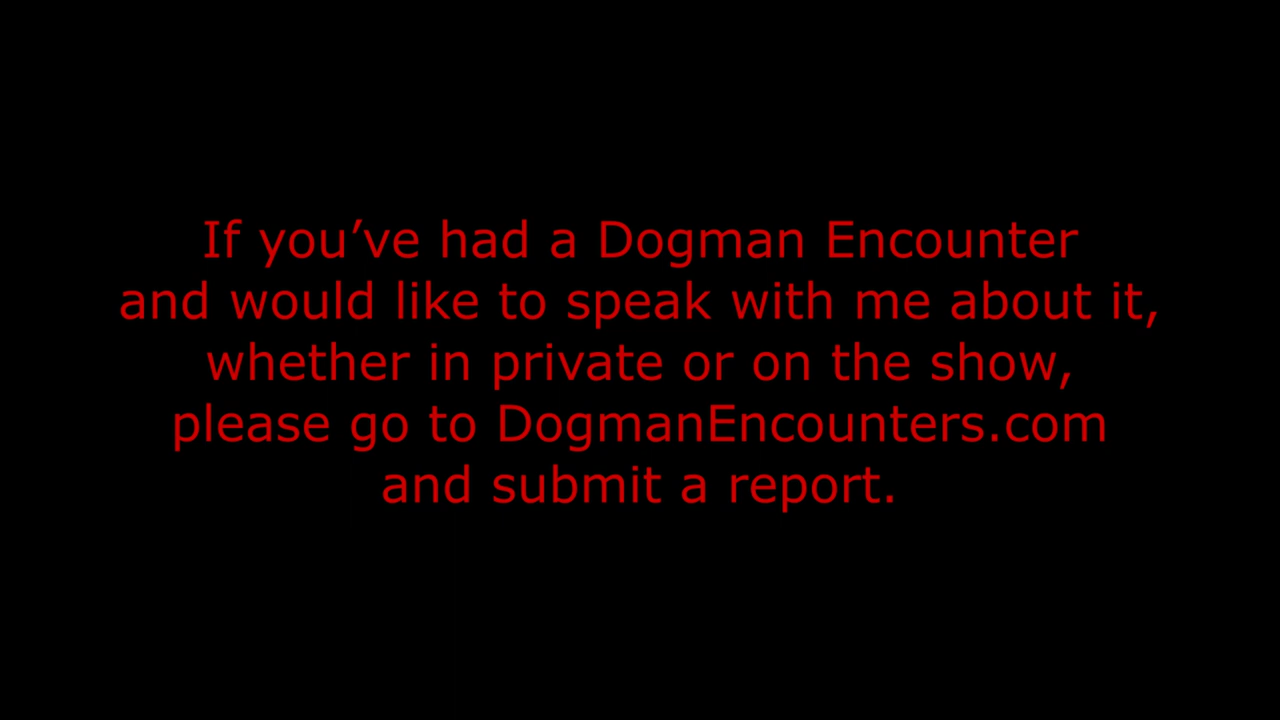 If you’ve had a Dogman Encounter
and would like to speak with me about it,
whether in private or on the show,
please go to DogmanEncounters.com
and submit a report.